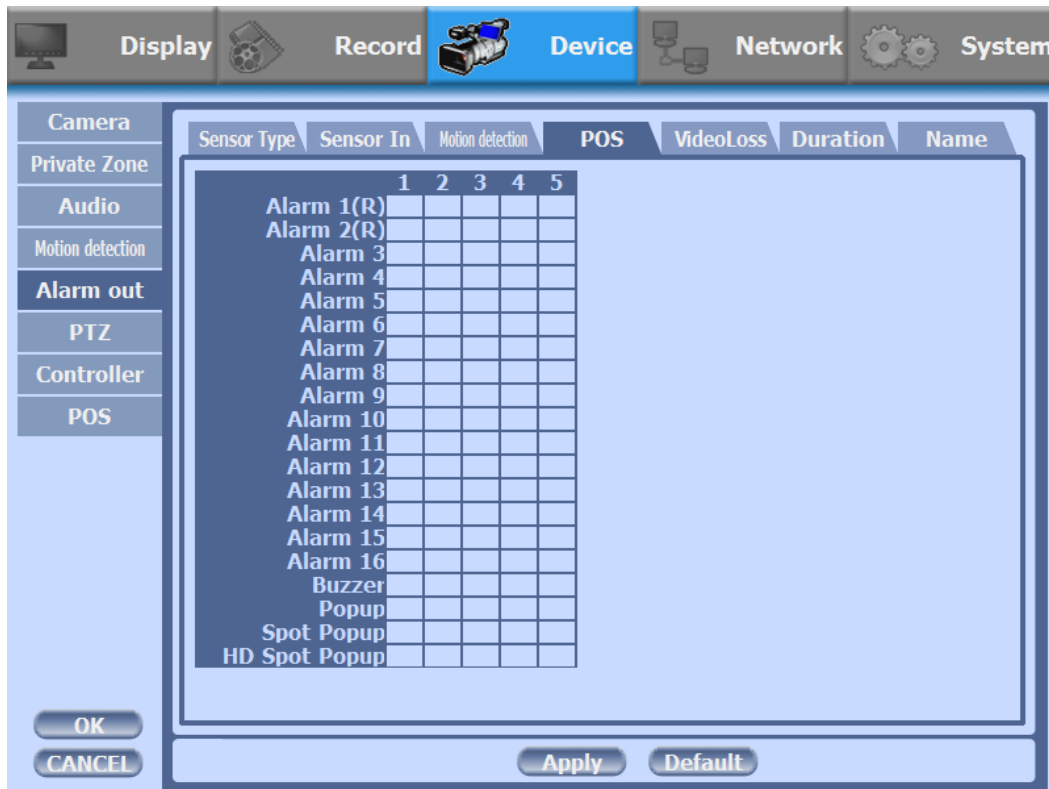 Display Record Device Network System
Camera
Private Zone
Audio
Motion detection
Alarm out
PTZ
Controller
POS
OK
CANCEL
Sensor Type Sensor In Motion detection POS VideoLoss Duration Name
1 2 3 4 5
Alarm 1(R)
Alarm 2(R)
Alarm 3
Alarm 4
Alarm 5
Alarm 6
Alarm 7
Alarm 8
Alarm 9
Alarm 10
Alarm 11
Alarm 12
Alarm 13
Alarm 14
Alarm 15
Alarm 16
Buzzer
Popup
Spot Popup
HD Spot Popup
Apply Default